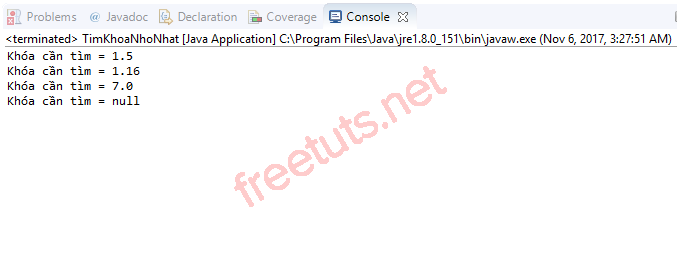 Problems @ Javadoc Declaration Coverage Console
<terminated> TimKhoaNhoNhat [Java Application] C:\Program Files\Java\jre1.8.0_151\bin\javaw.exe (Nov 6, 2017, 3:27:51 AM)
Khóa cần tìm = 1.5
Khóa cần tìm = 1.16
Khóa cần tìm = 7.0
Khóa cần tìm = null
freetuts.net